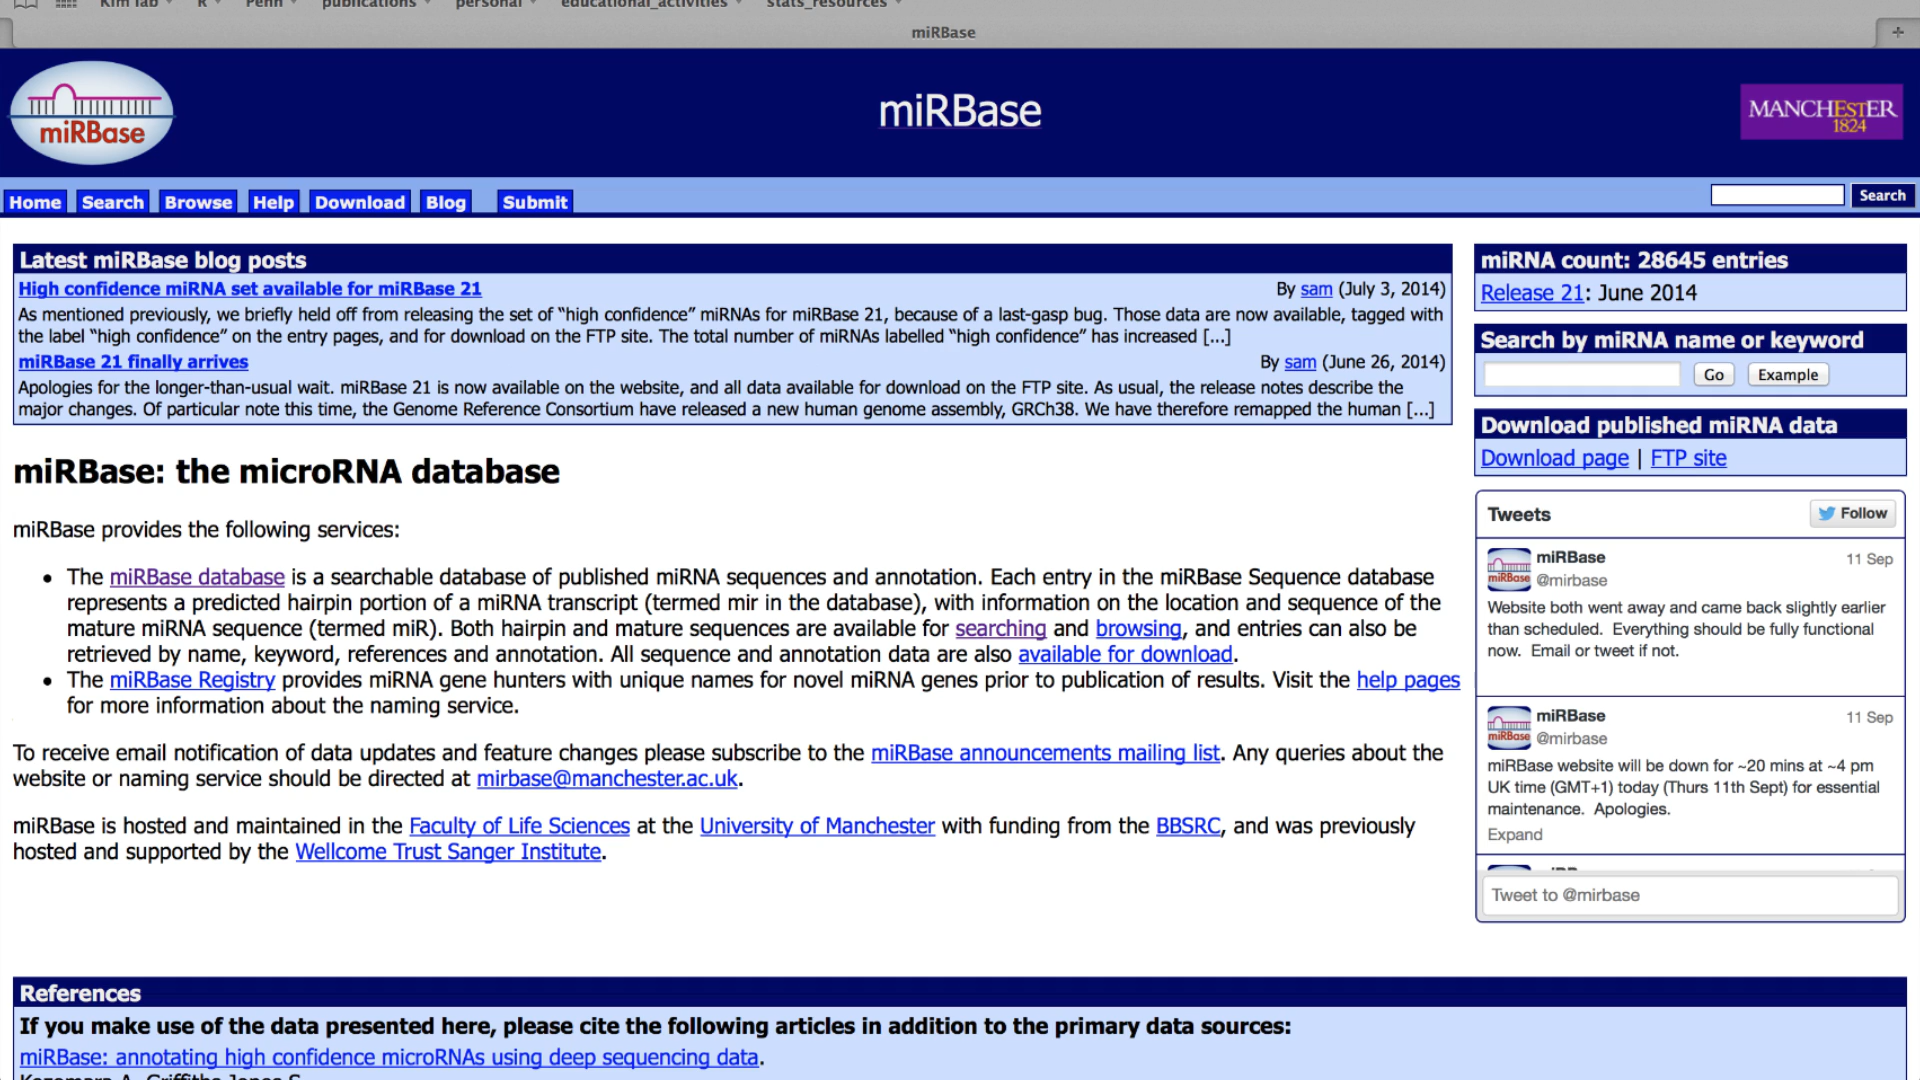 Kim lab R Penn publications personal educational_activities stats_resources
miRBase
miRBase
miRBase
MANCHESTER
1824
Home Search Browse Help Download Blog Submit
Search
Latest miRBase blog posts
High confidence miRNA set available for miRBase 21 By sam (July 3, 2014)
As mentioned previously, we briefly held off from releasing the set of “high confidence” miRNAs for miRBase 21, because of a last-gasp bug. Those data are now available, tagged with
the label “high confidence” on the entry pages, and for download on the FTP site. The total number of miRNAs labelled “high confidence” has increased [...]
miRBase 21 finally arrives By sam (June 26, 2014)
Apologies for the longer-than-usual wait. miRBase 21 is now available on the website, and all data available for download on the FTP site. As usual, the release notes describe the
major changes. Of particular note this time, the Genome Reference Consortium have released a new human genome assembly, GRCh38. We have therefore remapped the human [...]
miRBase: the microRNA database
miRBase provides the following services:
• The miRBase database is a searchable database of published miRNA sequences and annotation. Each entry in the miRBase Sequence database
represents a predicted hairpin portion of a miRNA transcript (termed mir in the database), with information on the location and sequence of the
mature miRNA sequence (termed miR). Both hairpin and mature sequences are available for searching and browsing, and entries can also be
retrieved by name, keyword, references and annotation. All sequence and annotation data are also available for download.
• The miRBase Registry provides miRNA gene hunters with unique names for novel miRNA genes prior to publication of results. Visit the help pages
for more information about the naming service.
To receive email notification of data updates and feature changes please subscribe to the miRBase announcements mailing list. Any queries about the
website or naming service should be directed at mirbase@manchester.ac.uk.
miRBase is hosted and maintained in the Faculty of Life Sciences at the University of Manchester with funding from the BBSRC, and was previously
hosted and supported by the Wellcome Trust Sanger Institute.
miRNA count: 28645 entries
Release 21: June 2014
Search by miRNA name or keyword
Go Example
Download published miRNA data
Download page | FTP site
Tweets Follow
miRBase 11 Sep
miRBase @mirbase
Website both went away and came back slightly earlier
than scheduled. Everything should be fully functional
now. Email or tweet if not.
miRBase 11 Sep
miRBase @mirbase
miRBase website will be down for ~20 mins at ~4 pm
UK time (GMT+1) today (Thurs 11th Sept) for essential
maintenance. Apologies.
Expand
Tweet to @mirbase
References
If you make use of the data presented here, please cite the following articles in addition to the primary data sources:
miRBase: annotating high confidence microRNAs using deep sequencing data.
Kozomara A, Griffiths-Jones S.